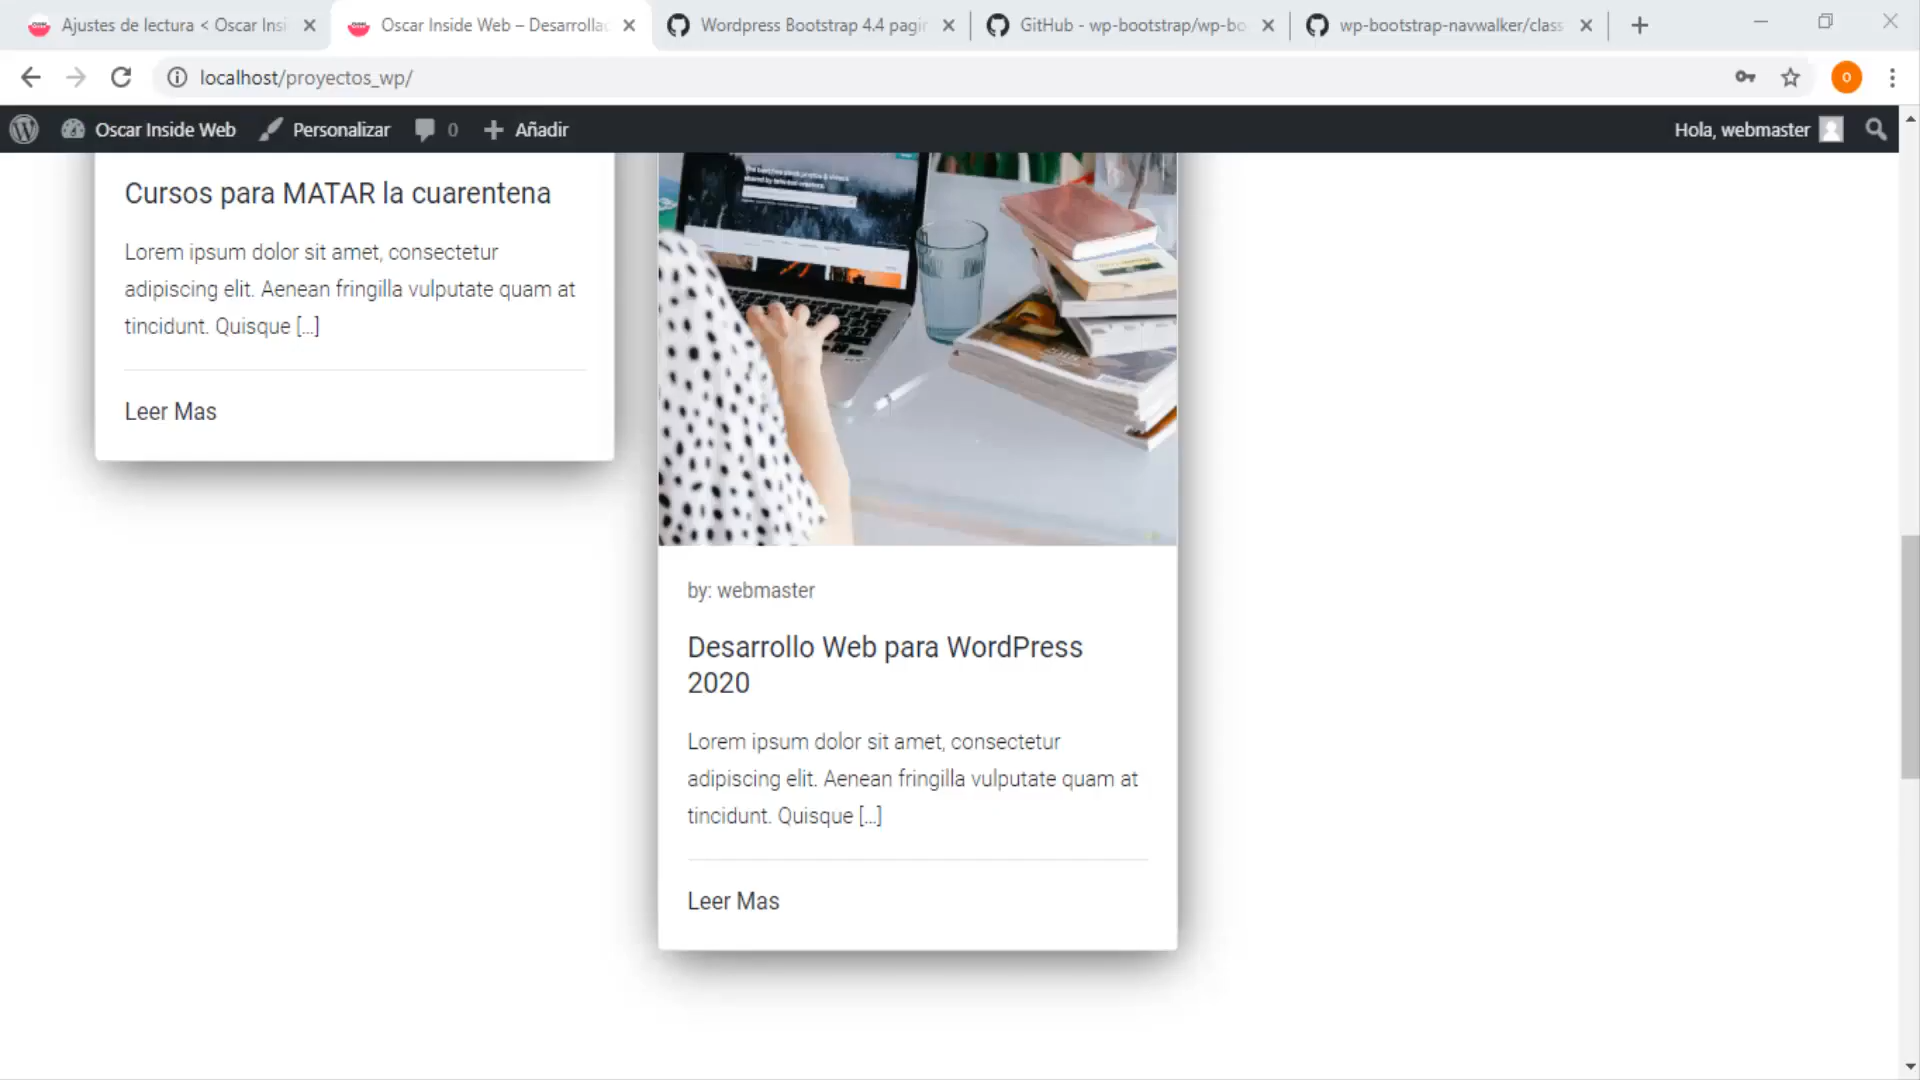 Ajustes de lectura < Oscar Insi
Oscar Inside Web – Desarrollac
Wordpress Bootstrap 4.4 pagin
GitHub - wp-bootstrap/wp-bo
wp-bootstrap-navwalker/class
localhost/proyectos_wp/
O
Oscar Inside Web
Personalizar
0
Añadir
Hola, webmaster
Cursos para MATAR la cuarentena
Lorem ipsum dolor sit amet, consectetur
adipiscing elit. Aenean fringilla vulputate quam at
tincidunt. Quisque [...]
Leer Mas
by: webmaster
Desarrollo Web para WordPress
2020
Lorem ipsum dolor sit amet, consectetur
adipiscing elit. Aenean fringilla vulputate quam at
tincidunt. Quisque [...]
Leer Mas